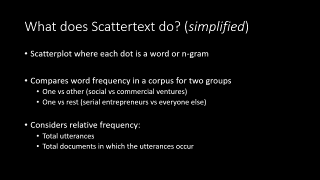 What does Scattertext do? (simplified)
• Scatterplot where each dot is a word or n-gram
• Compares word frequency in a corpus for two groups
• One vs other (social vs commercial ventures)
• One vs rest (serial entrepreneurs vs everyone else)
• Considers relative frequency:
• Total utterances
• Total documents in which the utterances occur